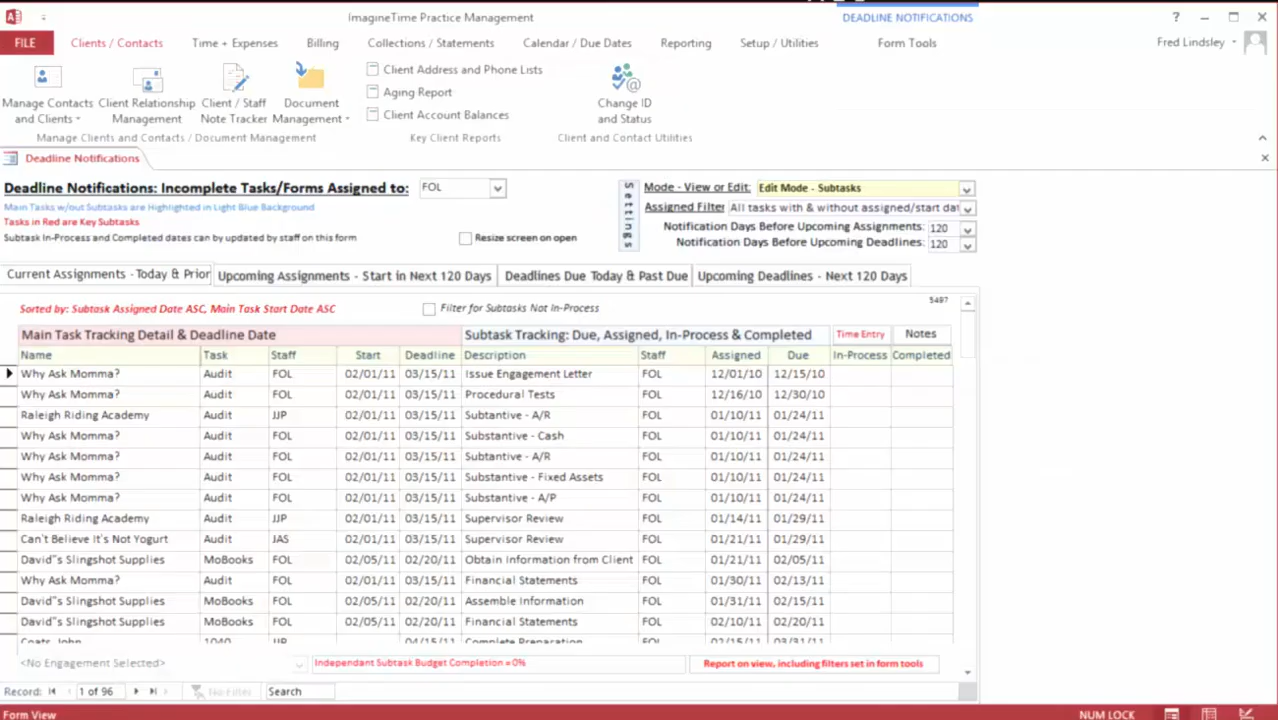 ImagineTime Practice Management
DEADLINE NOTIFICATIONS
?
FILE
Clients / Contacts
Time + Expenses
Billing
Collections / Statements
Calendar / Due Dates
Reporting
Setup / Utilities
Form Tools
Fred Lindsley
Manage Contacts and Clients
Client Relationship Management
Client / Staff Note Tracker
Document Management
Client Address and Phone Lists
Aging Report
Client Account Balances
Change ID and Status
Manage Clients and Contacts / Document Management
Key Client Reports
Client and Contact Utilities
Deadline Notifications
Deadline Notifications: Incomplete Tasks/Forms Assigned to: FOL
Main Tasks w/out Subtasks are Highlighted in Light Blue Background
Tasks in Red are Key Subtasks
Subtask In-Process and Completed dates can by updated by staff on this form
Resize screen on open
Settings
Mode - View or Edit: Edit Mode - Subtasks
Assigned Filter All tasks with & without assigned/start dat
Notification Days Before Upcoming Assignments: 120
Notification Days Before Upcoming Deadlines: 120
Current Assignments - Today & Prior
Upcoming Assignments - Start in Next 120 Days
Deadlines Due Today & Past Due
Upcoming Deadlines - Next 120 Days
Sorted by: Subtask Assigned Date ASC, Main Task Start Date ASC
Filter for Subtasks Not In-Process
5497
Main Task Tracking Detail & Deadline Date
Subtask Tracking: Due, Assigned, In-Process & Completed
Time Entry
Notes
Name Task Staff Start Deadline Description Staff Assigned Due In-Process Completed
Why Ask Momma? Audit FOL 02/01/11 03/15/11 Issue Engagement Letter FOL 12/01/10 12/15/10
Why Ask Momma? Audit FOL 02/01/11 03/15/11 Procedural Tests FOL 12/16/10 12/30/10
Raleigh Riding Academy Audit JJP 02/01/11 03/15/11 Subtantive - A/R FOL 01/10/11 01/24/11
Why Ask Momma? Audit FOL 02/01/11 03/15/11 Substantive - Cash FOL 01/10/11 01/24/11
Why Ask Momma? Audit FOL 02/01/11 03/15/11 Subtantive - A/R FOL 01/10/11 01/24/11
Why Ask Momma? Audit FOL 02/01/11 03/15/11 Substantive - Fixed Assets FOL 01/10/11 01/24/11
Why Ask Momma? Audit FOL 02/01/11 03/15/11 Substantive - A/P FOL 01/10/11 01/24/11
Raleigh Riding Academy Audit JJP 02/01/11 03/15/11 Supervisor Review FOL 01/14/11 01/29/11
Can't Believe It's Not Yogurt Audit JAS 02/01/11 03/15/11 Supervisor Review FOL 01/21/11 01/29/11
David"s Slingshot Supplies MoBooks FOL 02/05/11 02/20/11 Obtain Information from Client FOL 01/21/11 02/05/11
Why Ask Momma? Audit FOL 02/01/11 03/15/11 Financial Statements FOL 01/30/11 02/13/11
David"s Slingshot Supplies MoBooks FOL 02/05/11 02/20/11 Assemble Information FOL 01/31/11 02/15/11
David"s Slingshot Supplies MoBooks FOL 02/05/11 02/20/11 Financial Statements FOL 02/10/11 02/20/11
Coats, John 1040 JJP 04/15/11 Complete Preparation FOL 02/15/11 03/31/11
<No Engagement Selected>
Independant Subtask Budget Completion = 0%
Report on view, including filters set in form tools
Record: 1 of 96 No Filter Search
Form View
NUM LOCK